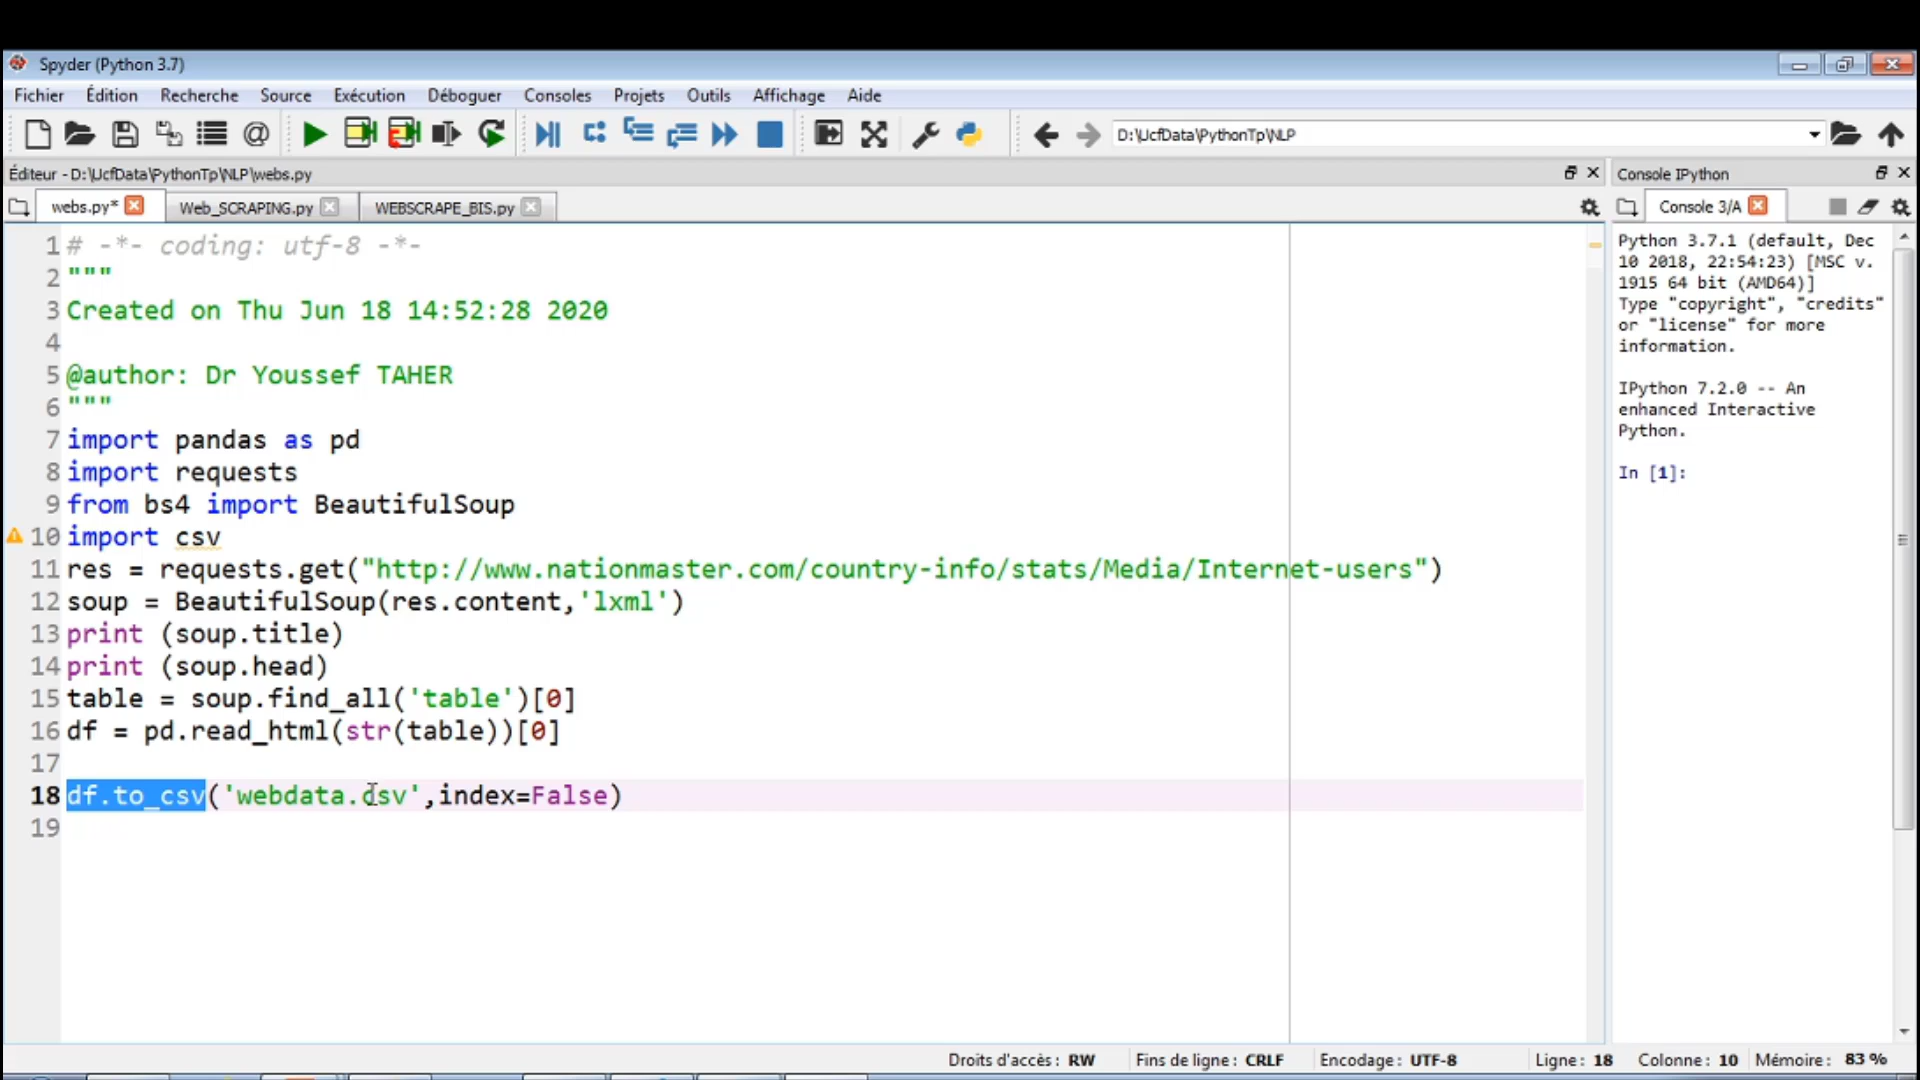 Spyder (Python 3.7)
Fichier Édition Recherche Source Exécution Déboguer Consoles Projets Outils Affichage Aide
D:\UcfData\PythonTp\NLP
Éditeur - D:\UcfData\PythonTp\NLP\webs.py
webs.py* Web_SCRAPING.py WEBSCRAPE_BIS.py
1 # -*- coding: utf-8 -*-
2 """
3 Created on Thu Jun 18 14:52:28 2020
4
5 @author: Dr Youssef TAHER
6 """
7 import pandas as pd
8 import requests
9 from bs4 import BeautifulSoup
10 import csv
11 res = requests.get("http://www.nationmaster.com/country-info/stats/Media/Internet-users")
12 soup = BeautifulSoup(res.content,'lxml')
13 print (soup.title)
14 print (soup.head)
15 table = soup.find_all('table')[0]
16 df = pd.read_html(str(table))[0]
17
18 df.to_csv('webdata.csv',index=False)
19
Console IPython
Console 3/A
Python 3.7.1 (default, Dec
10 2018, 22:54:23) [MSC v.
1915 64 bit (AMD64)]
Type "copyright", "credits"
or "license" for more
information.
IPython 7.2.0 -- An
enhanced Interactive
Python.
In [1]:
Droits d'accès : RW Fins de ligne : CRLF Encodage : UTF-8 Ligne : 18 Colonne : 10 Mémoire : 83 %